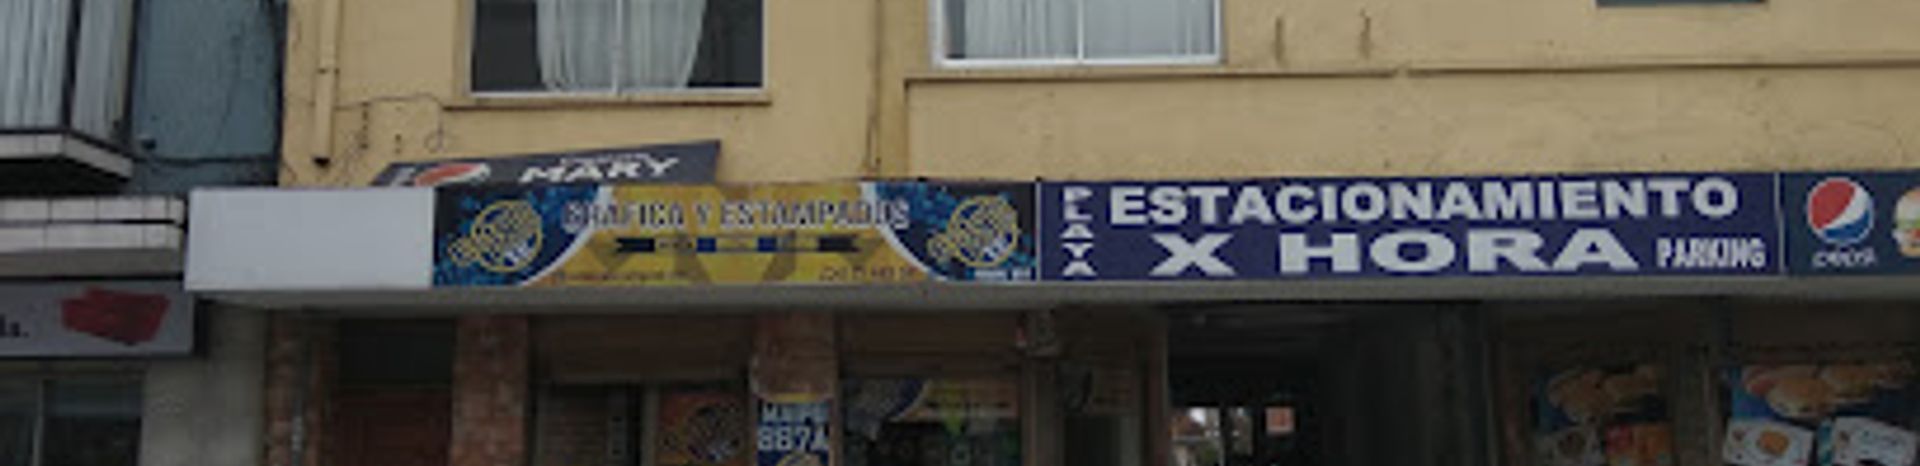 MARY
GRAFICA Y ESTAMPADOS
PLAYA
ESTACIONAMIENTO
X HORA PARKING
pepsi
MAIPU
887A